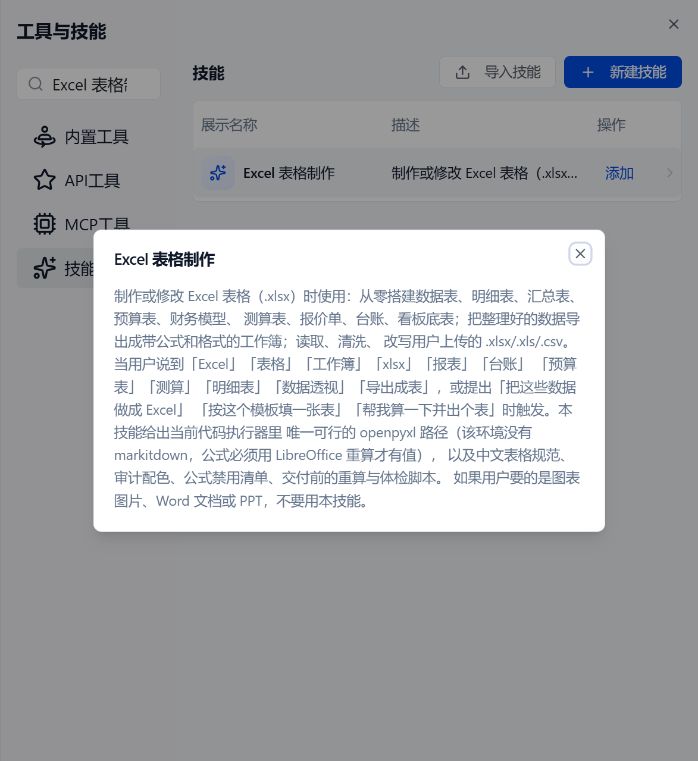 工具与技能
Excel 表格
技能
导入技能
新建技能
内置工具
API工具
MCP工具
技能
展示名称
描述
操作
Excel 表格制作
制作或修改 Excel 表格（.xlsx...
添加
Excel 表格制作
制作或修改 Excel 表格（.xlsx）时使用：从零搭建数据表、明细表、汇总表、
预算表、财务模型、 测算表、报价单、台账、看板底表；把整理好的数据导
出成带公式和格式的工作簿；读取、清洗、 改写用户上传的 .xlsx/.xls/.csv。
当用户说到「Excel」「表格」「工作簿」「xlsx」「报表」「台账」 「预算
表」「测算」「明细表」「数据透视」「导出成表」，或提出「把这些数据
做成 Excel」 「按这个模板填一张表」「帮我算一下并出个表」时触发。本
技能给出当前代码执行器里 唯一可行的 openpyxl 路径（该环境没有
markitdown，公式必须用 LibreOffice 重算才有值）， 以及中文表格规范、
审计配色、公式禁用清单、交付前的重算与体检脚本。 如果用户要的是图表
图片、Word 文档或 PPT，不要用本技能。